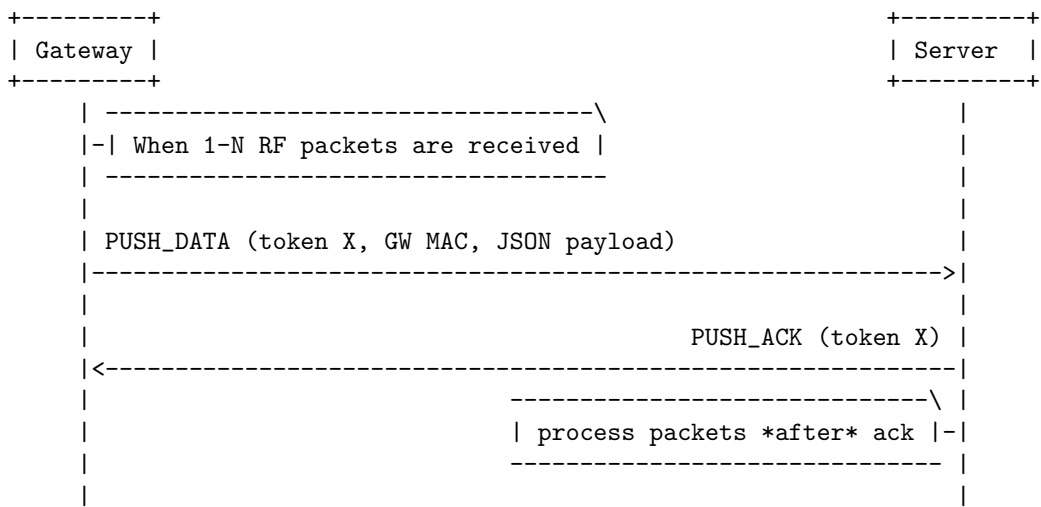 Gateway
Server
When 1-N RF packets are received
PUSH_DATA (token X, GW MAC, JSON payload)
PUSH_ACK (token X)
process packets *after* ack